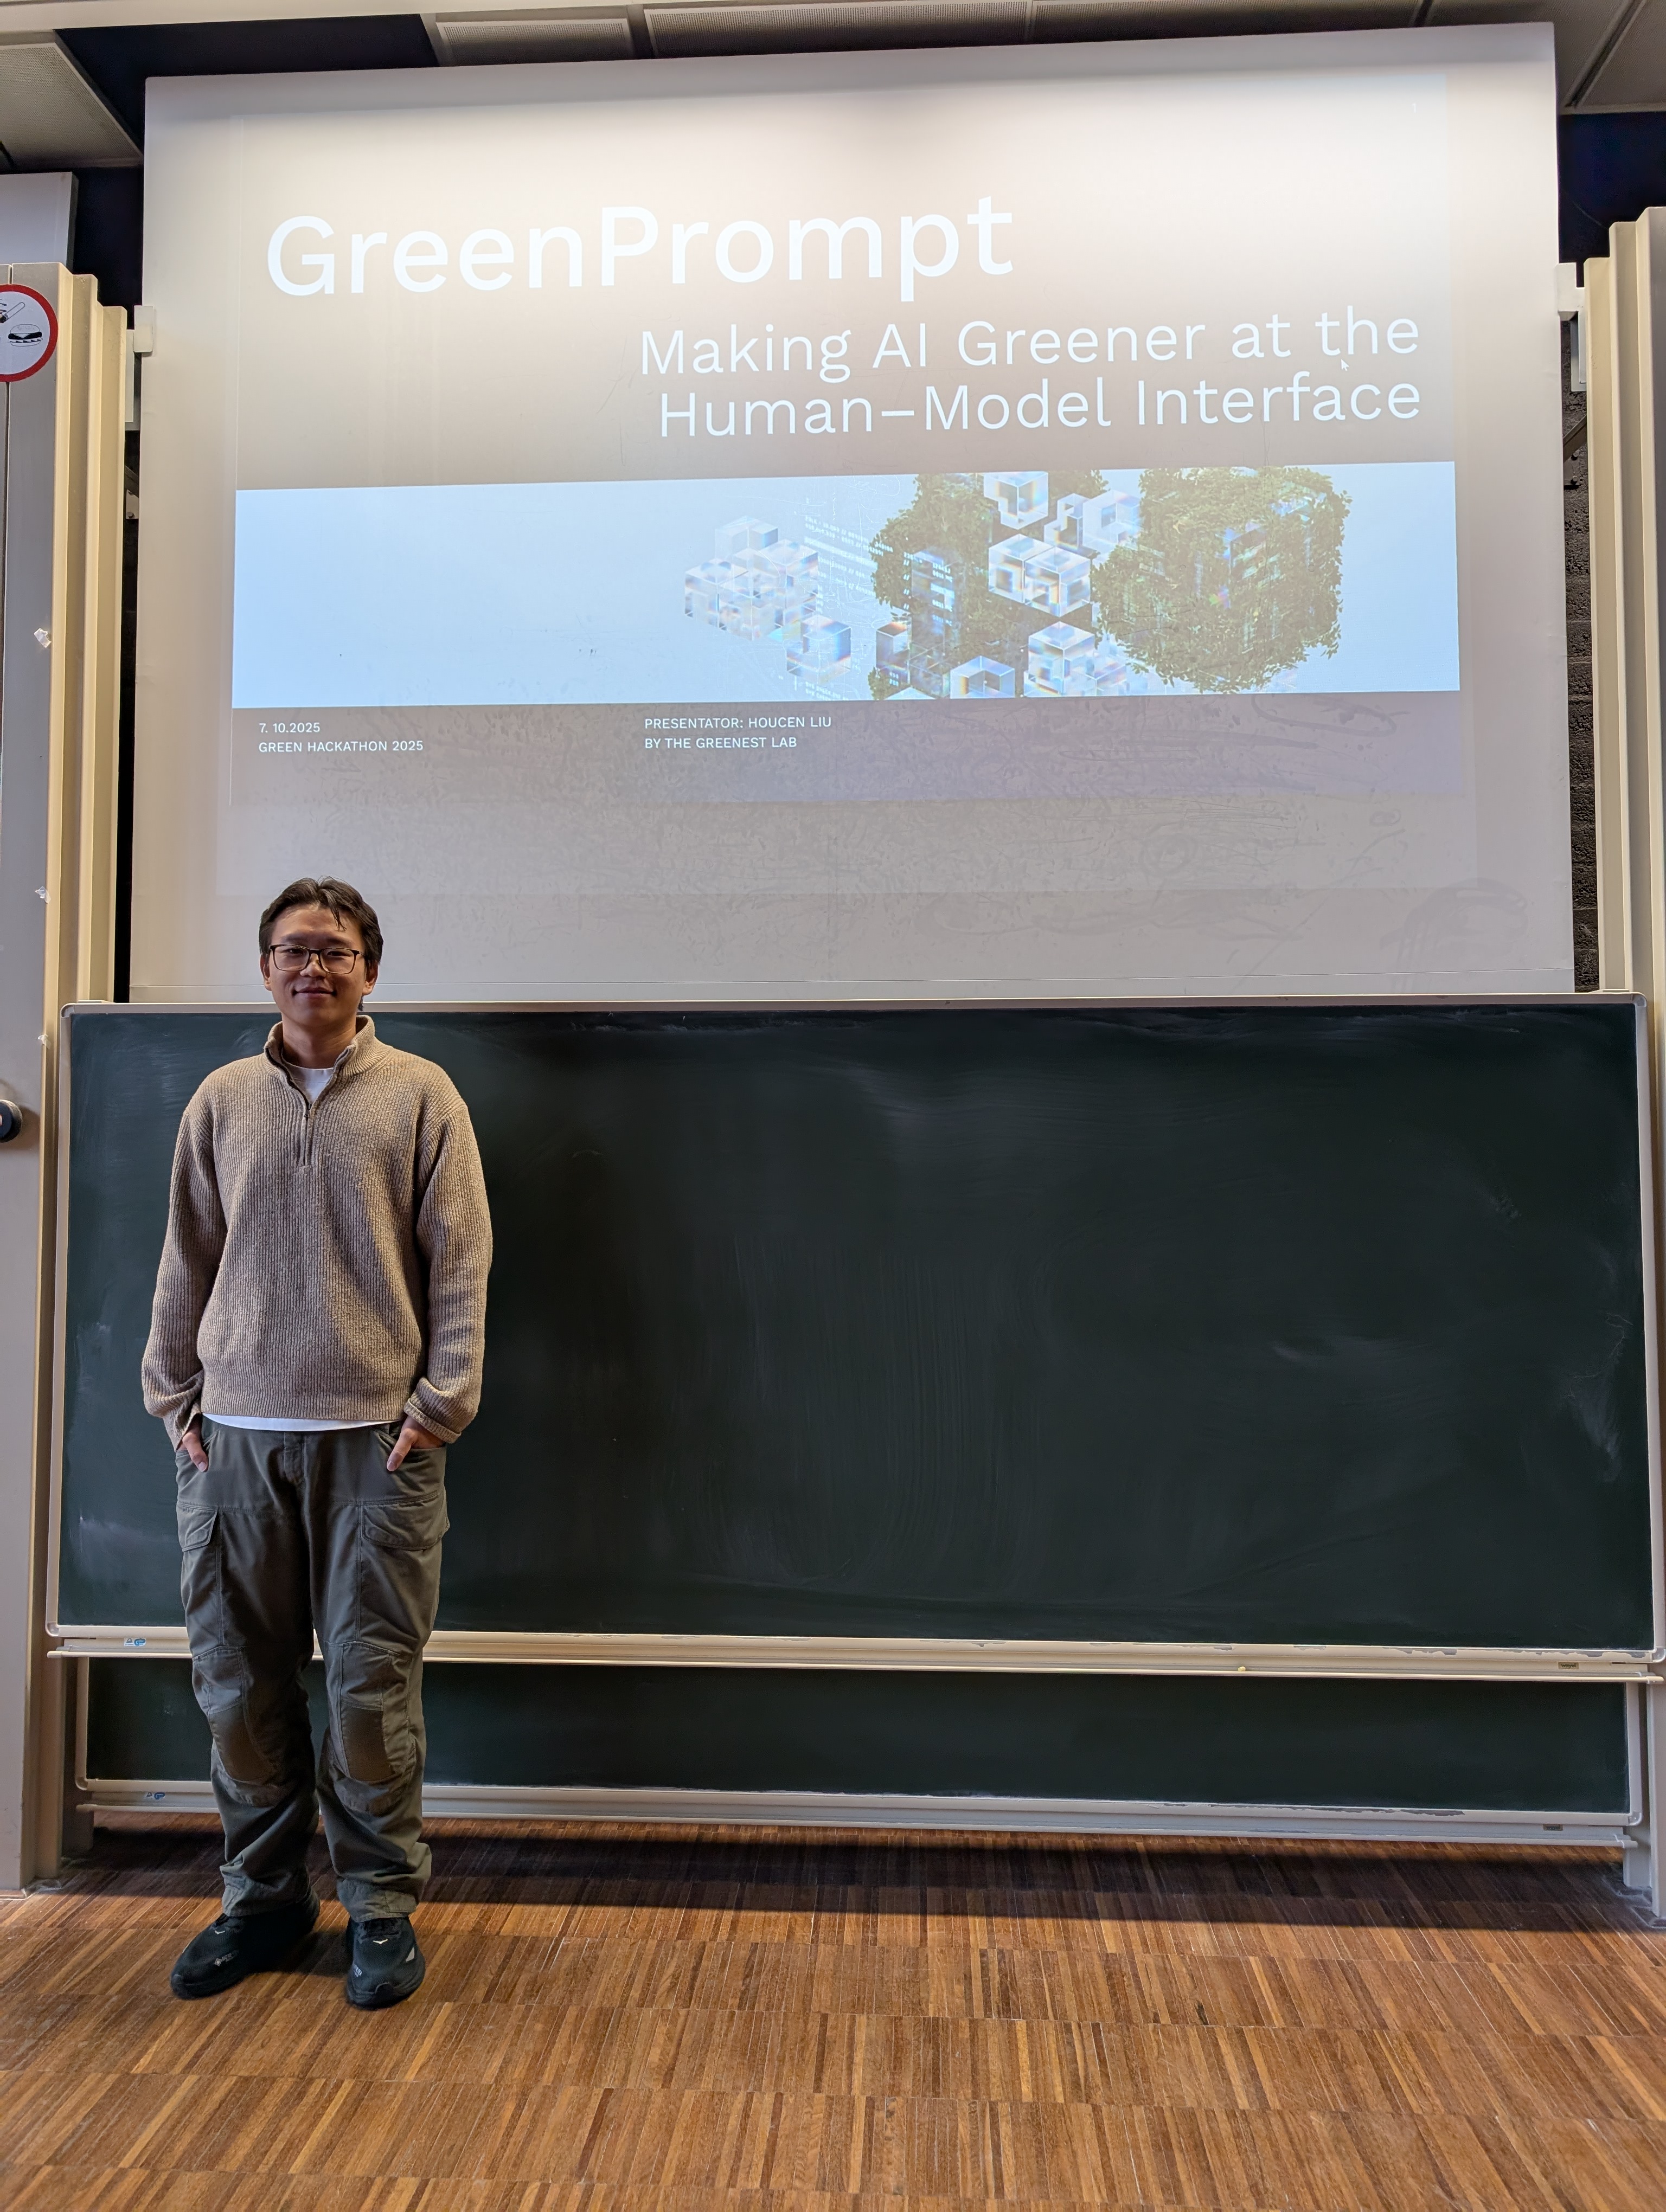 GreenPrompt
Making AI Greener at the
Human–Model Interface
7. 10.2025
GREEN HACKATHON 2025
PRESENTATOR: HOUCEN LIU
BY THE GREENEST LAB